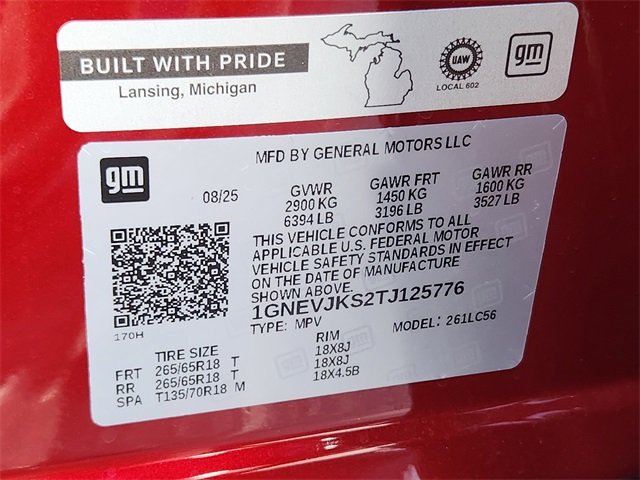 BUILT WITH PRIDE
Lansing, Michigan
UAW
LOCAL 602
gm
gm
MFD BY GENERAL MOTORS LLC
08/25 GVWR GAWR FRT GAWR RR
2900 KG 1450 KG 1600 KG
6394 LB 3196 LB 3527 LB
THIS VEHICLE CONFORMS TO ALL
APPLICABLE U.S. FEDERAL MOTOR
VEHICLE SAFETY STANDARDS IN EFFECT
ON THE DATE OF MANUFACTURE
SHOWN ABOVE.
1GNEVJKS2TJ125776
TYPE: MPV MODEL: 261LC56
170H
TIRE SIZE RIM
FRT 265/65R18 T 18X8J
RR 265/65R18 T 18X8J
SPA T135/70R18 M 18X4.5B